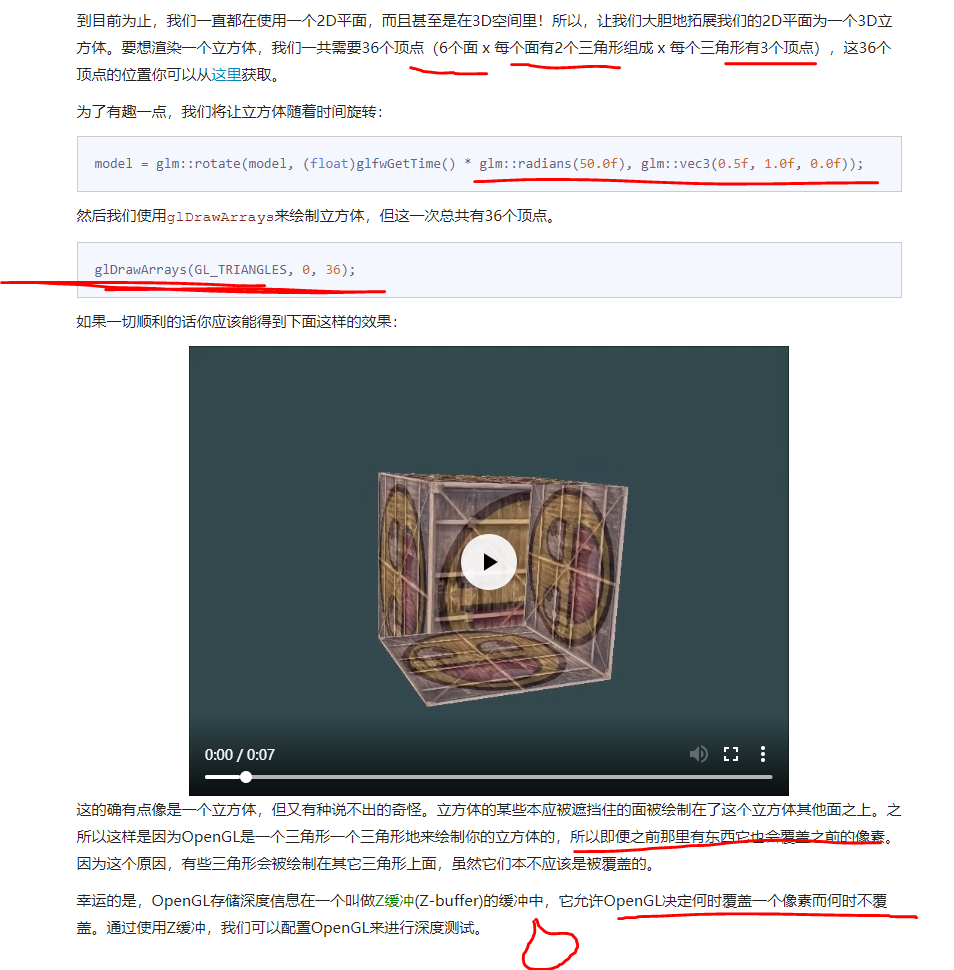 到目前为止，我们一直都在使用一个2D平面，而且甚至是在3D空间里！所以，让我们大胆地拓展我们的2D平面为一个3D立
方体。要想渲染一个立方体，我们一共需要36个顶点（6个面 x 每个面有2个三角形组成 x 每个三角形有3个顶点），这36个
顶点的位置你可以从这里获取。
为了有趣一点，我们将让立方体随着时间旋转：
model = glm::rotate(model, (float)glfwGetTime() * glm::radians(50.0f), glm::vec3(0.5f, 1.0f, 0.0f));
然后我们使用glDrawArrays来绘制立方体，但这一次总共有36个顶点。
glDrawArrays(GL_TRIANGLES, 0, 36);
如果一切顺利的话你应该能得到下面这样的效果：
0:00 / 0:07
这的确有点像是一个立方体，但又有种说不出的奇怪。立方体的某些本应被遮挡住的面被绘制在了这个立方体其他面之上。之
所以这样是因为OpenGL是一个三角形一个三角形地来绘制你的立方体的，所以即便之前那里有东西它也会覆盖之前的像素。
因为这个原因，有些三角形会被绘制在其它三角形上面，虽然它们本不应该是被覆盖的。
幸运的是，OpenGL存储深度信息在一个叫做Z缓冲(Z-buffer)的缓冲中，它允许OpenGL决定何时覆盖一个像素而何时不覆
盖。通过使用Z缓冲，我们可以配置OpenGL来进行深度测试。